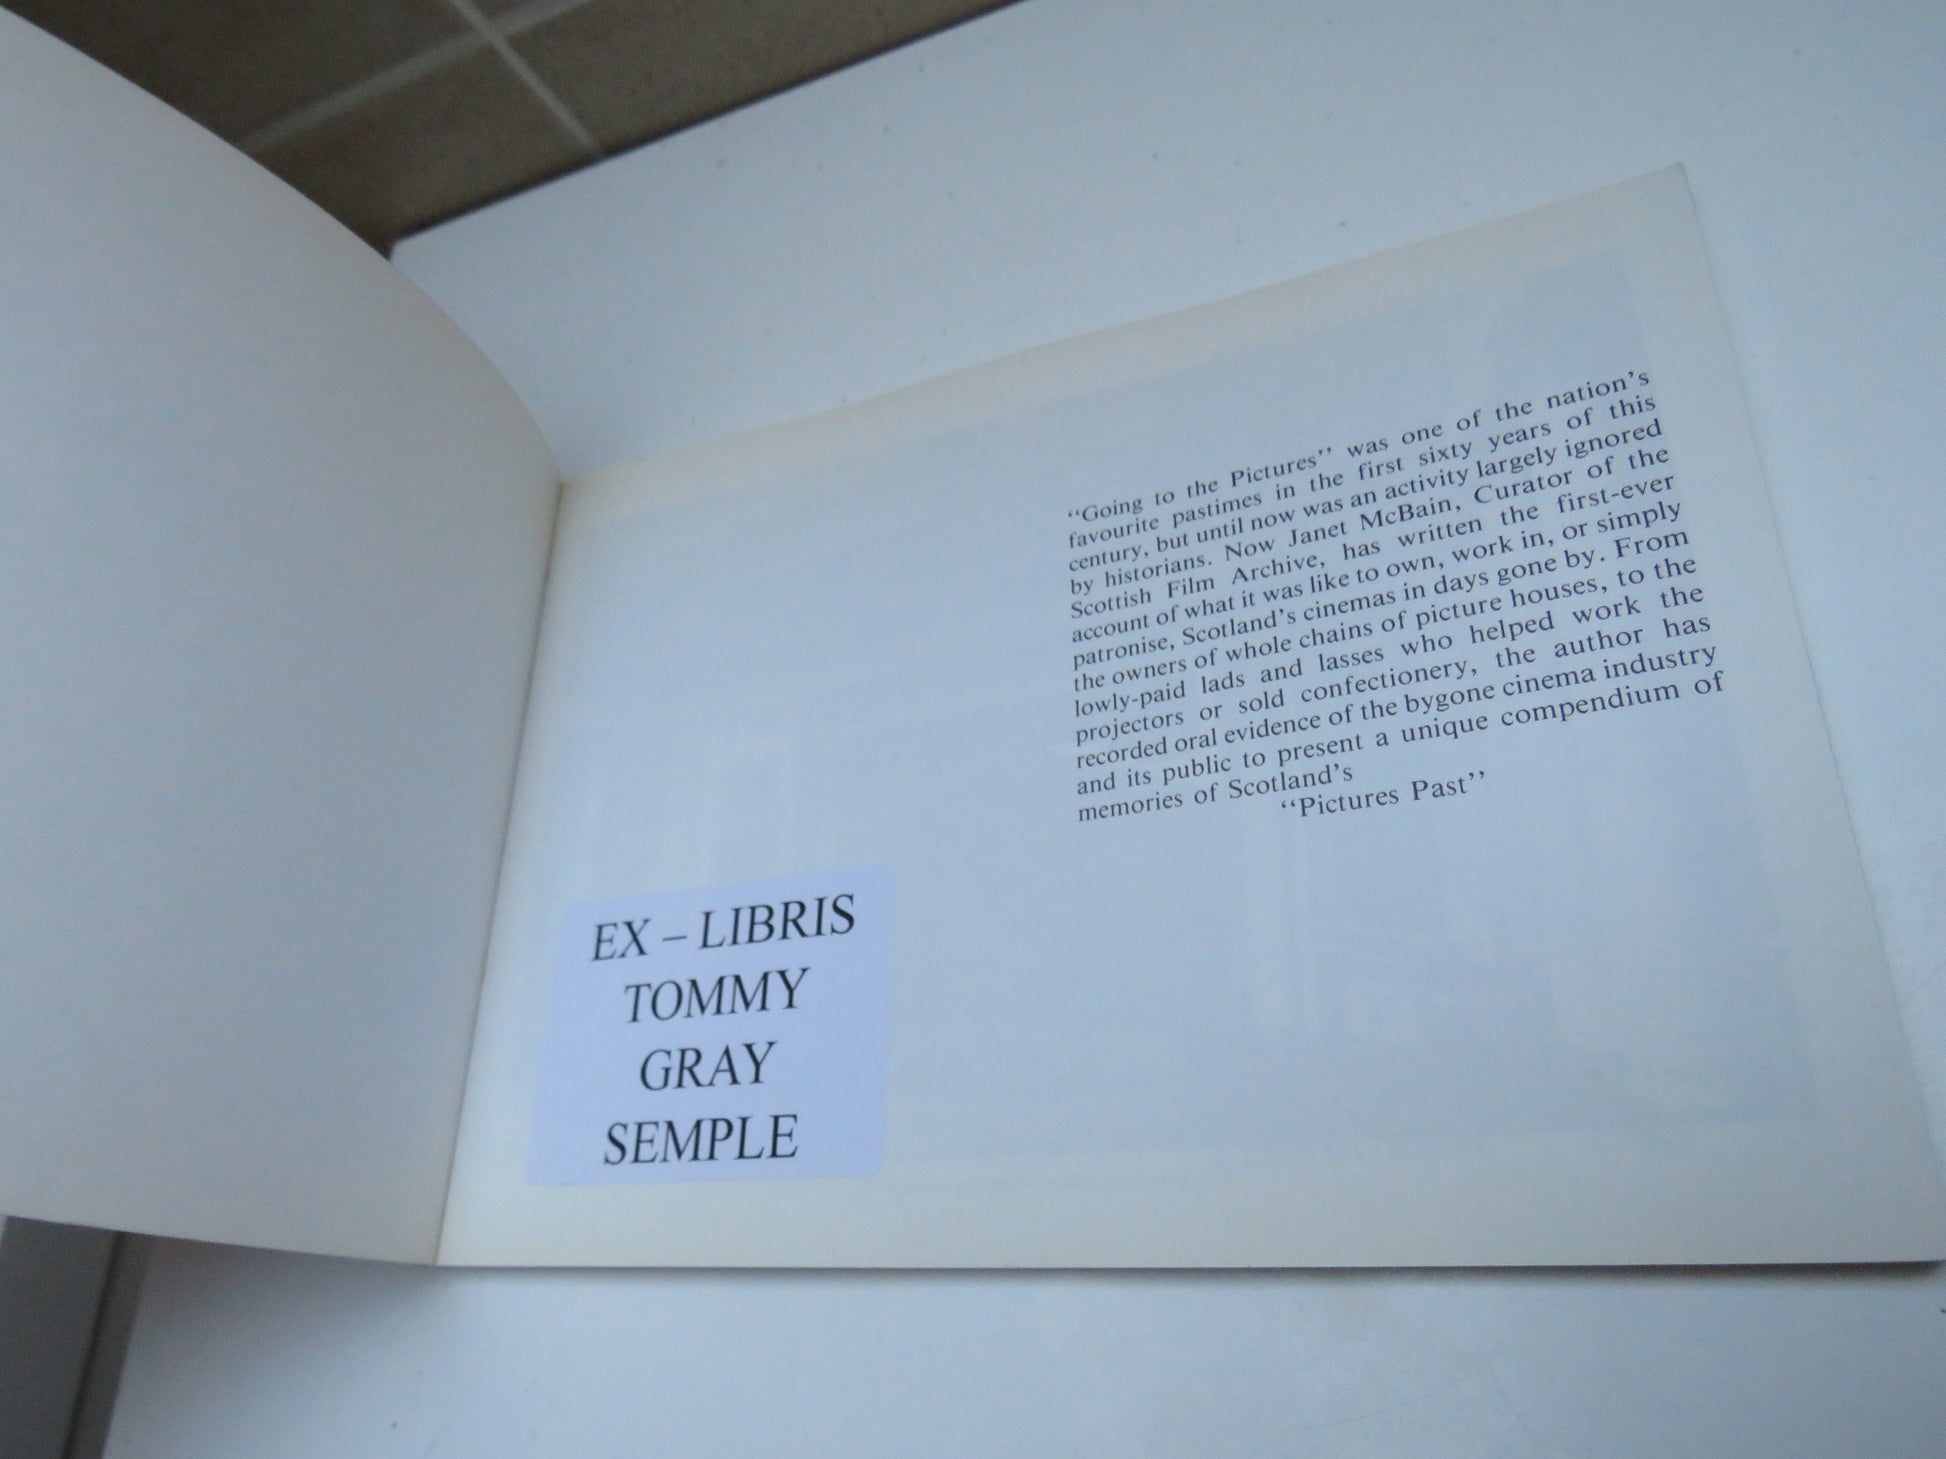 “Going to the Pictures” was one of the nation’s
favourite pastimes in the first sixty years of this
century, but until now was an activity largely ignored
by historians. Now Janet McBain, Curator of the
Scottish Film Archive, has written the first-ever
account of what it was like to own, work in, or simply
patronise, Scotland’s cinemas in days gone by. From
the owners of whole chains of picture houses, to the
lowly-paid lads and lasses who helped work the
projectors or sold confectionery, the author has
recorded oral evidence of the bygone cinema industry
and its public to present a unique compendium of
memories of Scotland’s
“Pictures Past”
EX – LIBRIS
TOMMY
GRAY
SEMPLE